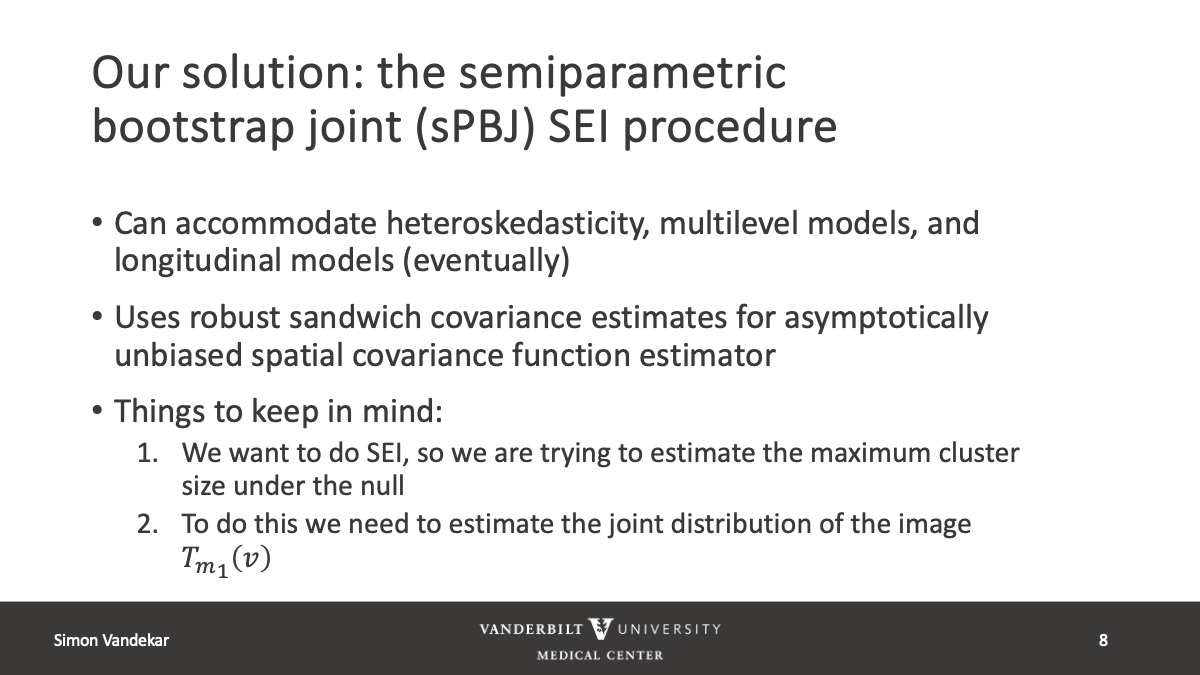 Our solution: the semiparametric
bootstrap joint (sPBJ) SEI procedure
• Can accommodate heteroskedasticity, multilevel models, and
longitudinal models (eventually)
• Uses robust sandwich covariance estimates for asymptotically
unbiased spatial covariance function estimator
• Things to keep in mind:
1. We want to do SEI, so we are trying to estimate the maximum cluster
size under the null
2. To do this we need to estimate the joint distribution of the image
$T_{m_1}(v)$
Simon Vandekar
VANDERBILT UNIVERSITY
MEDICAL CENTER
8